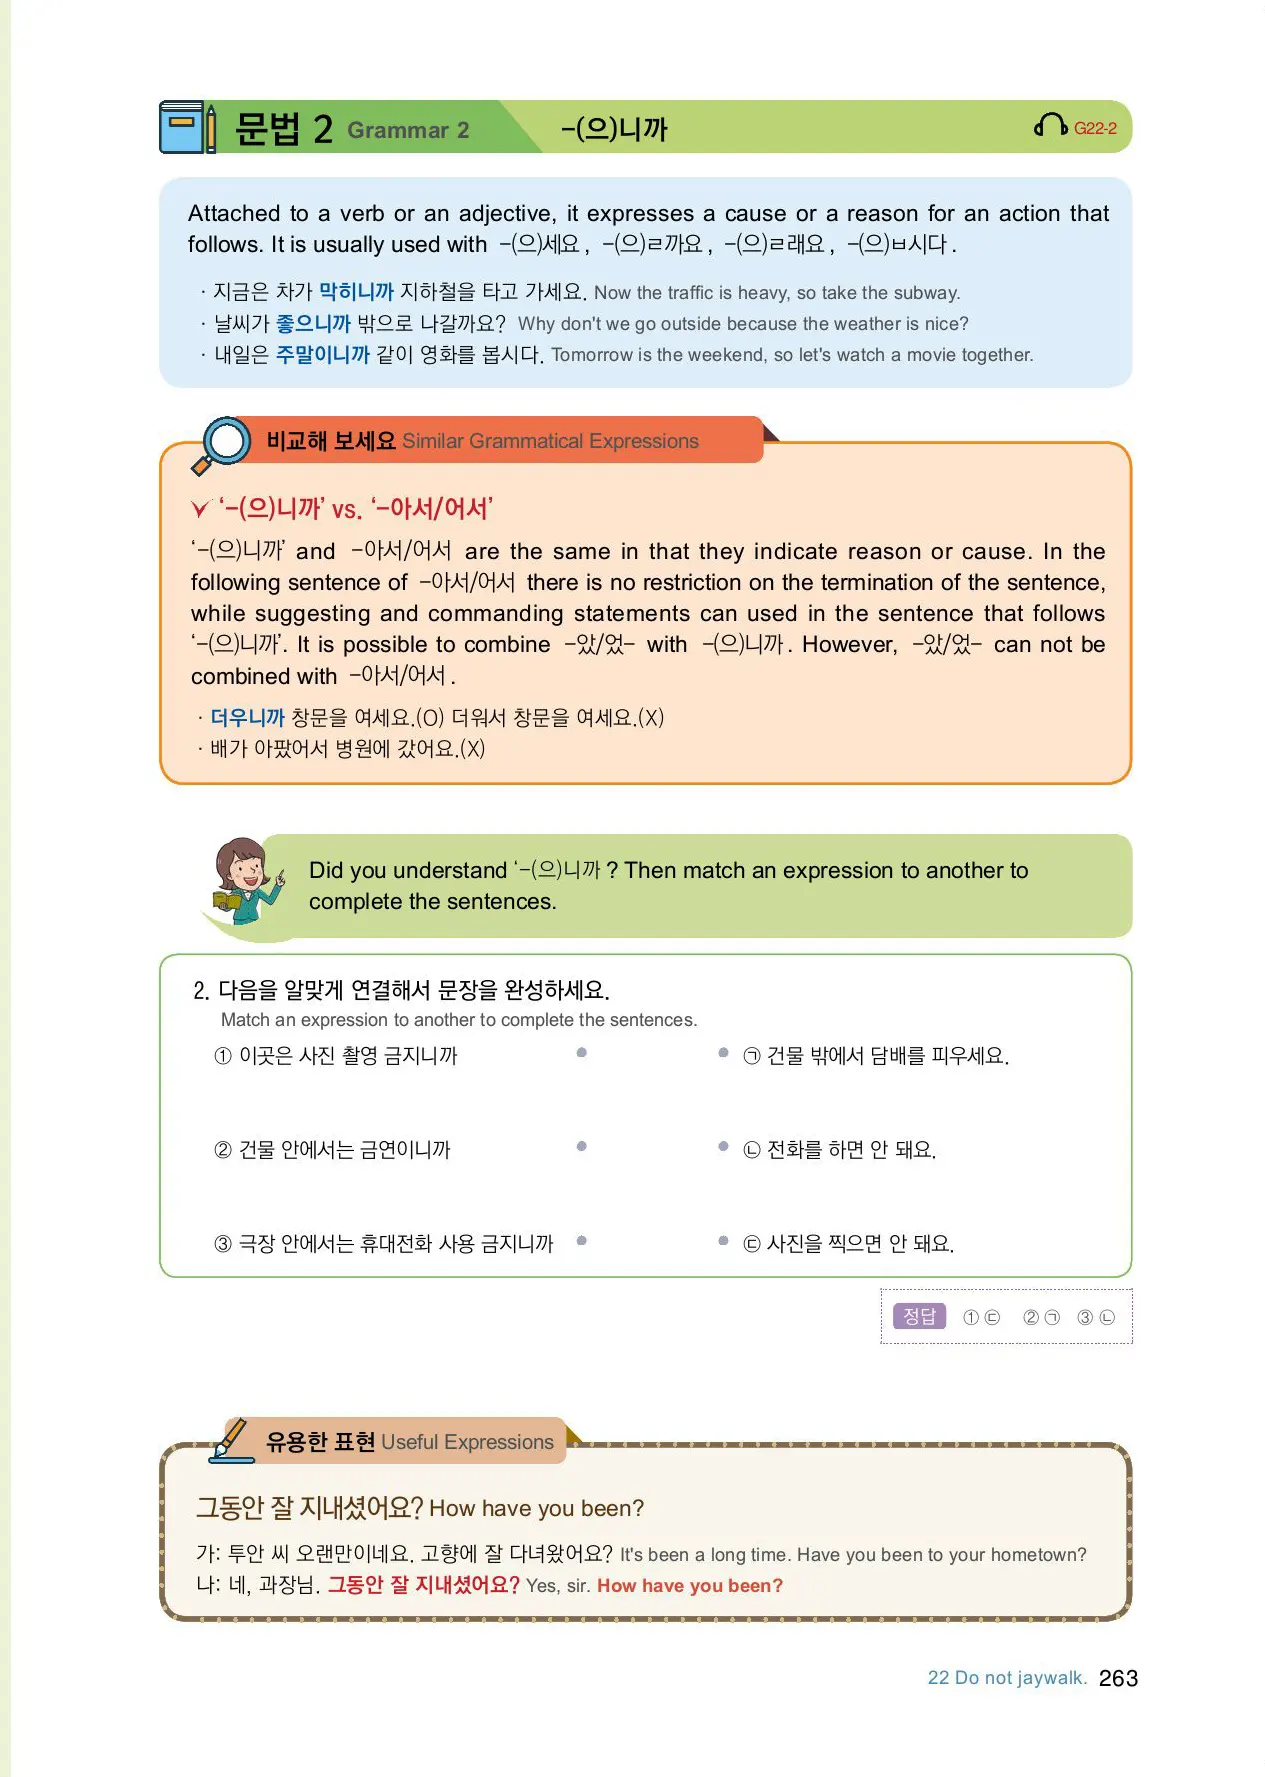 문법 2 Grammar 2 -(으)니까 G22-2
Attached to a verb or an adjective, it expresses a cause or a reason for an action that
follows. It is usually used with -(으)세요, -(으)ㄹ까요, -(으)ㄹ래요, -(으)ㅂ시다.
· 지금은 차가 막히니까 지하철을 타고 가세요. Now the traffic is heavy, so take the subway.
· 날씨가 좋으니까 밖으로 나갈까요? Why don't we go outside because the weather is nice?
· 내일은 주말이니까 같이 영화를 봅시다. Tomorrow is the weekend, so let's watch a movie together.
비교해 보세요 Similar Grammatical Expressions
‘-(으)니까’ vs. ‘-아서/어서’
‘-(으)니까’ and -아서/어서 are the same in that they indicate reason or cause. In the
following sentence of -아서/어서 there is no restriction on the termination of the sentence,
while suggesting and commanding statements can used in the sentence that follows
‘-(으)니까’. It is possible to combine -았/었- with -(으)니까. However, -았/었- can not be
combined with -아서/어서.
· 더우니까 창문을 여세요.(O) 더워서 창문을 여세요.(X)
· 배가 아팠어서 병원에 갔어요.(X)
Did you understand ‘-(으)니까 ? Then match an expression to another to
complete the sentences.
2. 다음을 알맞게 연결해서 문장을 완성하세요.
Match an expression to another to complete the sentences.
① 이곳은 사진 촬영 금지니까 ㉠ 건물 밖에서 담배를 피우세요.
② 건물 안에서는 금연이니까 ㉡ 전화를 하면 안 돼요.
③ 극장 안에서는 휴대전화 사용 금지니까 ㉢ 사진을 찍으면 안 돼요.
정답 ① ㉢ ② ㉠ ③ ㉡
유용한 표현 Useful Expressions
그동안 잘 지내셨어요? How have you been?
가: 투안 씨 오랜만이네요. 고향에 잘 다녀왔어요? It's been a long time. Have you been to your hometown?
나: 네, 과장님. 그동안 잘 지내셨어요? Yes, sir. How have you been?
22 Do not jaywalk. 263